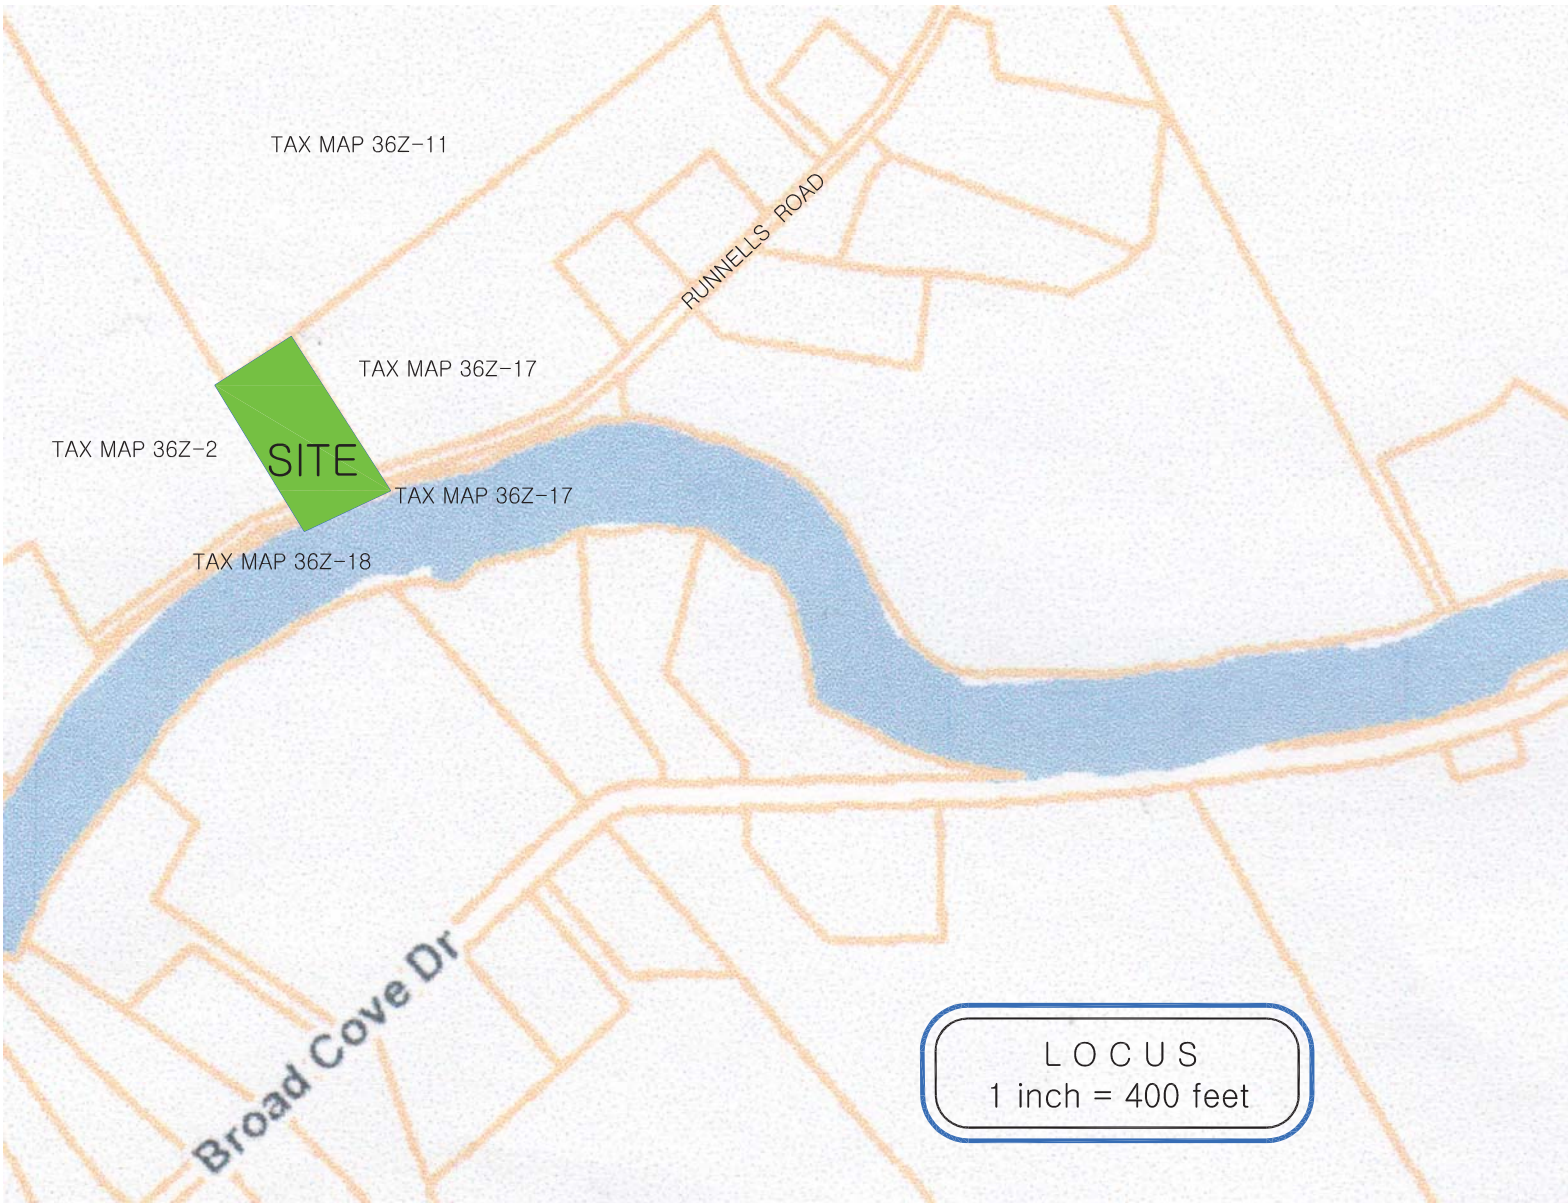 TAX MAP 36Z-11
RUNNELLS ROAD
TAX MAP 36Z-17
TAX MAP 36Z-2
SITE
TAX MAP 36Z-17
TAX MAP 36Z-18
Broad Cove Dr
LOCUS
1 inch = 400 feet